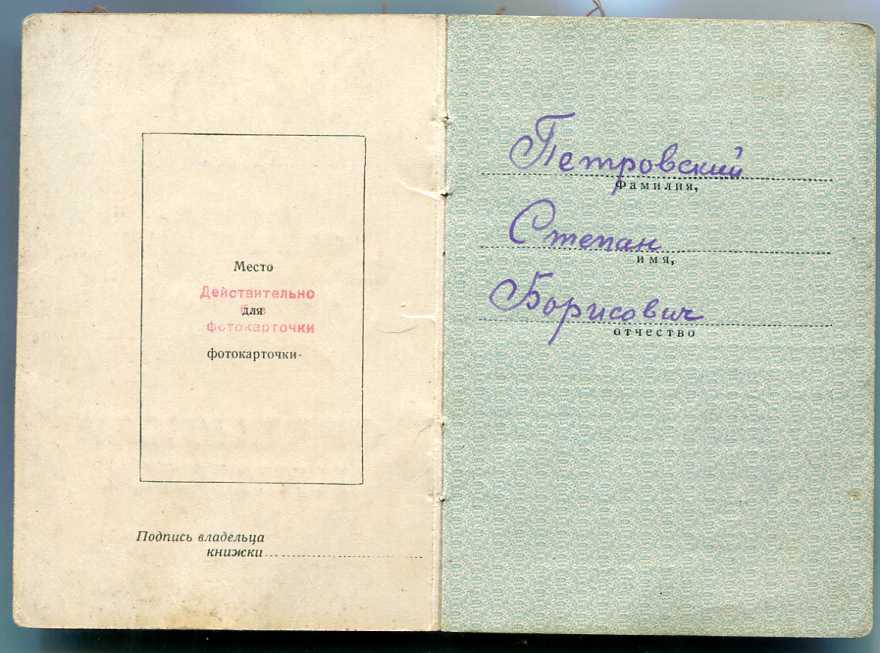 Место
Действительно
для
фотокарточки
фотокарточки
Подпись владельца
книжки
Петровский
фамилия,
Степан
имя,
Борисович
отчество